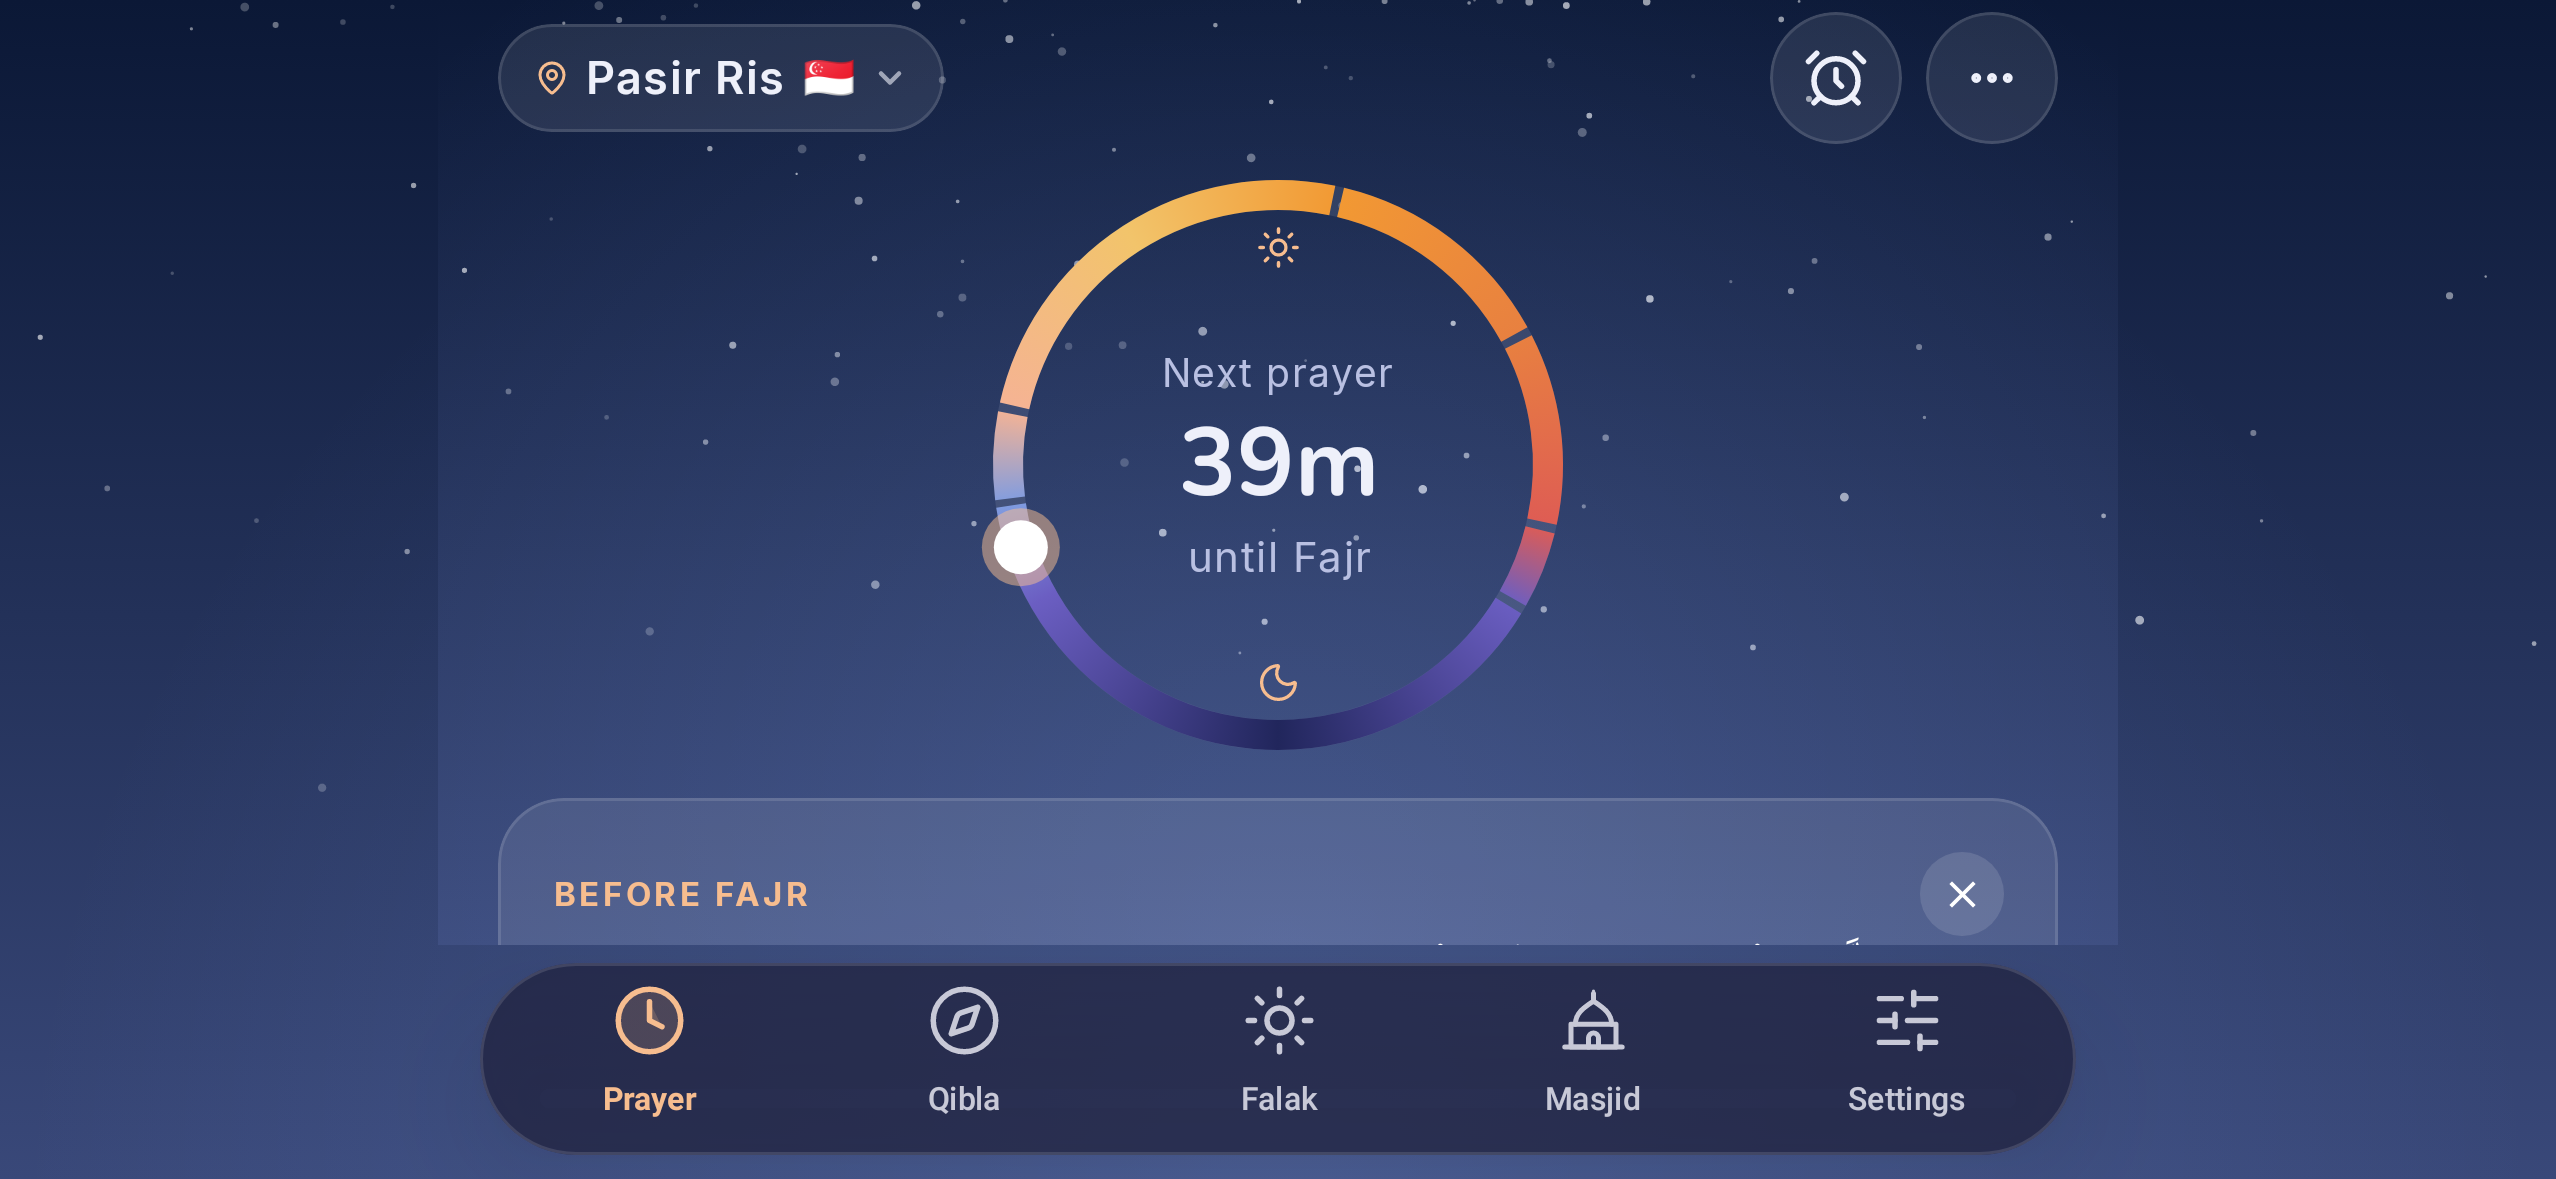 Pasir Ris
Next prayer
39m
until Fajr
BEFORE FAJR
Prayer
Qibla
Falak
Masjid
Settings